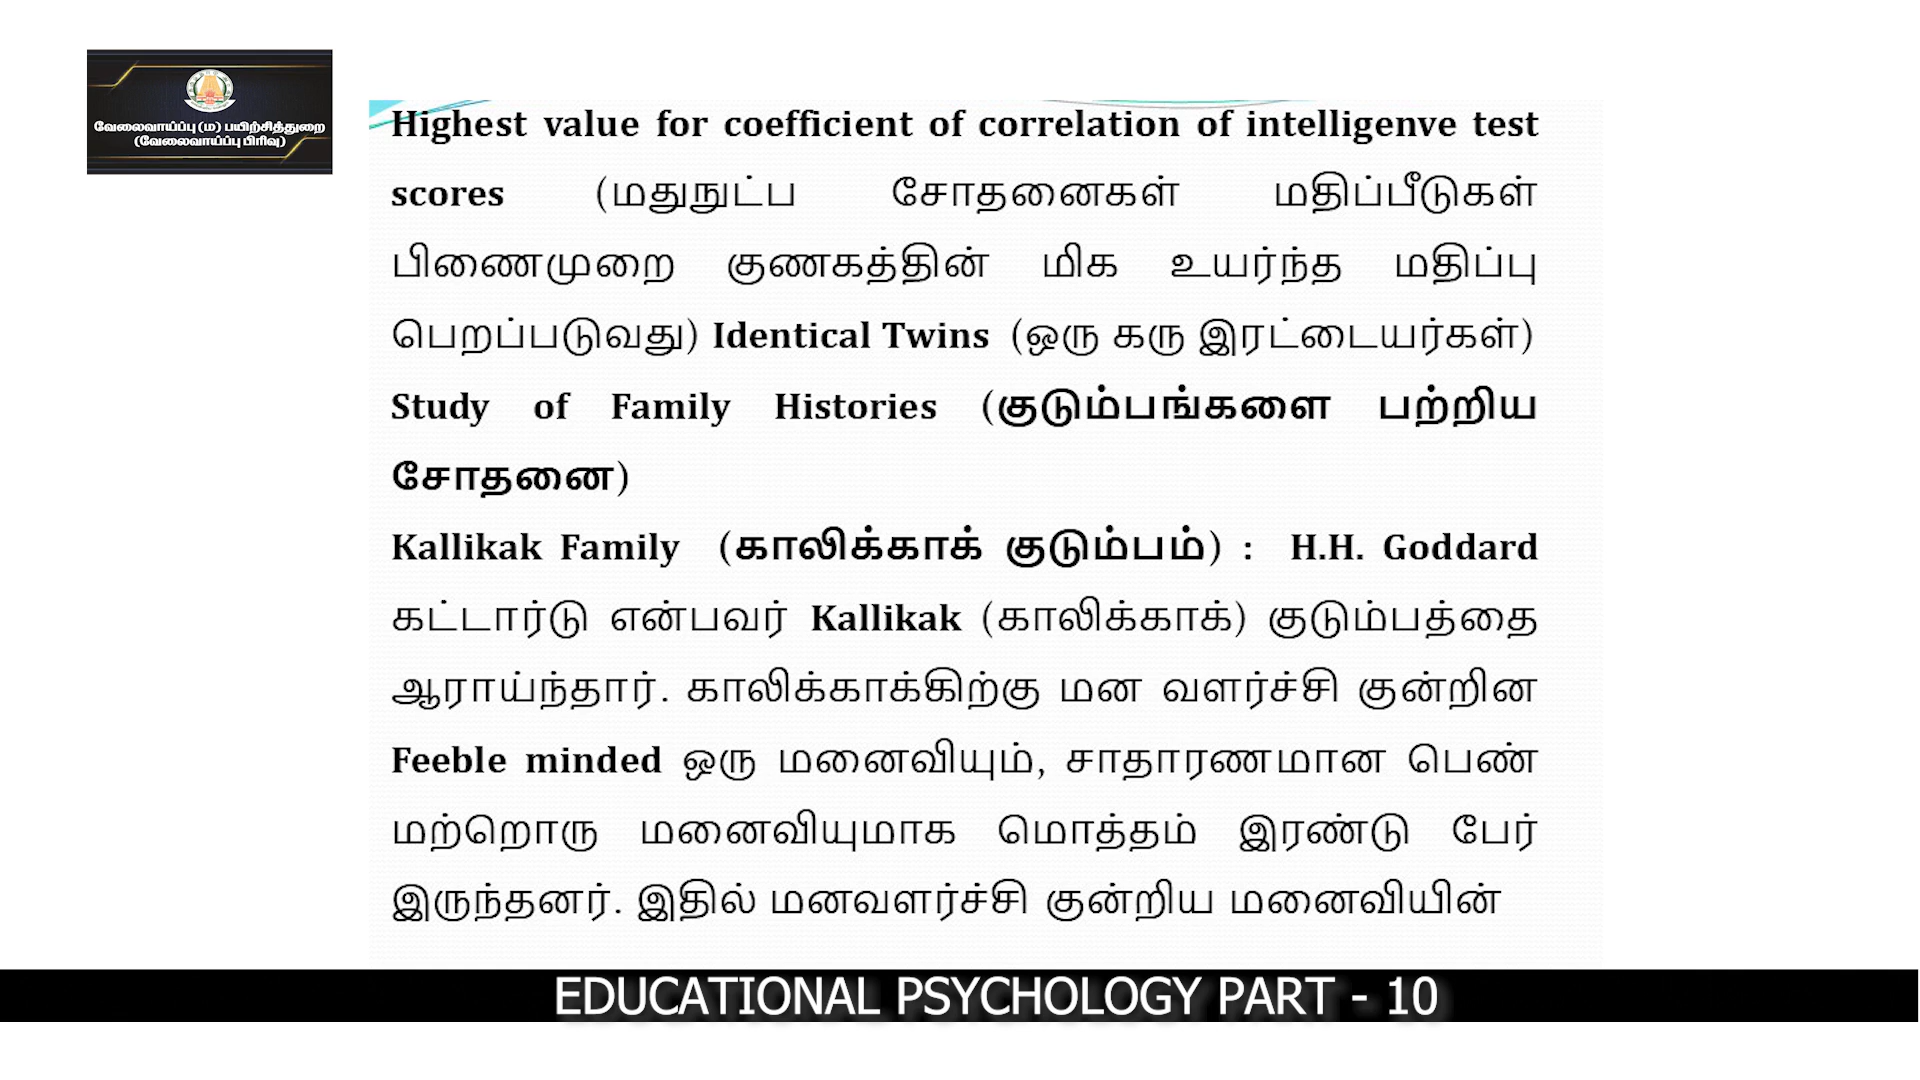 வேலைவாய்ப்பு (ம) பயிற்சித்துறை
(வேலைவாய்ப்பு பிரிவு)
Highest value for coefficient of correlation of intelligenve test
scores (மதுநுட்ப சோதனைகள் மதிப்பீடுகள்
பிணைமுறை குணகத்தின் மிக உயர்ந்த மதிப்பு
பெறப்படுவது) Identical Twins (ஒரு கரு இரட்டையர்கள்)
Study of Family Histories (குடும்பங்களை பற்றிய
சோதனை)
Kallikak Family (காலிக்காக் குடும்பம்) : H.H. Goddard
கட்டார்டு என்பவர் Kallikak (காலிக்காக்) குடும்பத்தை
ஆராய்ந்தார். காலிக்காக்கிற்கு மன வளர்ச்சி குன்றின
Feeble minded ஒரு மனைவியும், சாதாரணமான பெண்
மற்றொரு மனைவியுமாக மொத்தம் இரண்டு பேர்
இருந்தனர். இதில் மனவளர்ச்சி குன்றிய மனைவியின்
EDUCATIONAL PSYCHOLOGY PART - 10